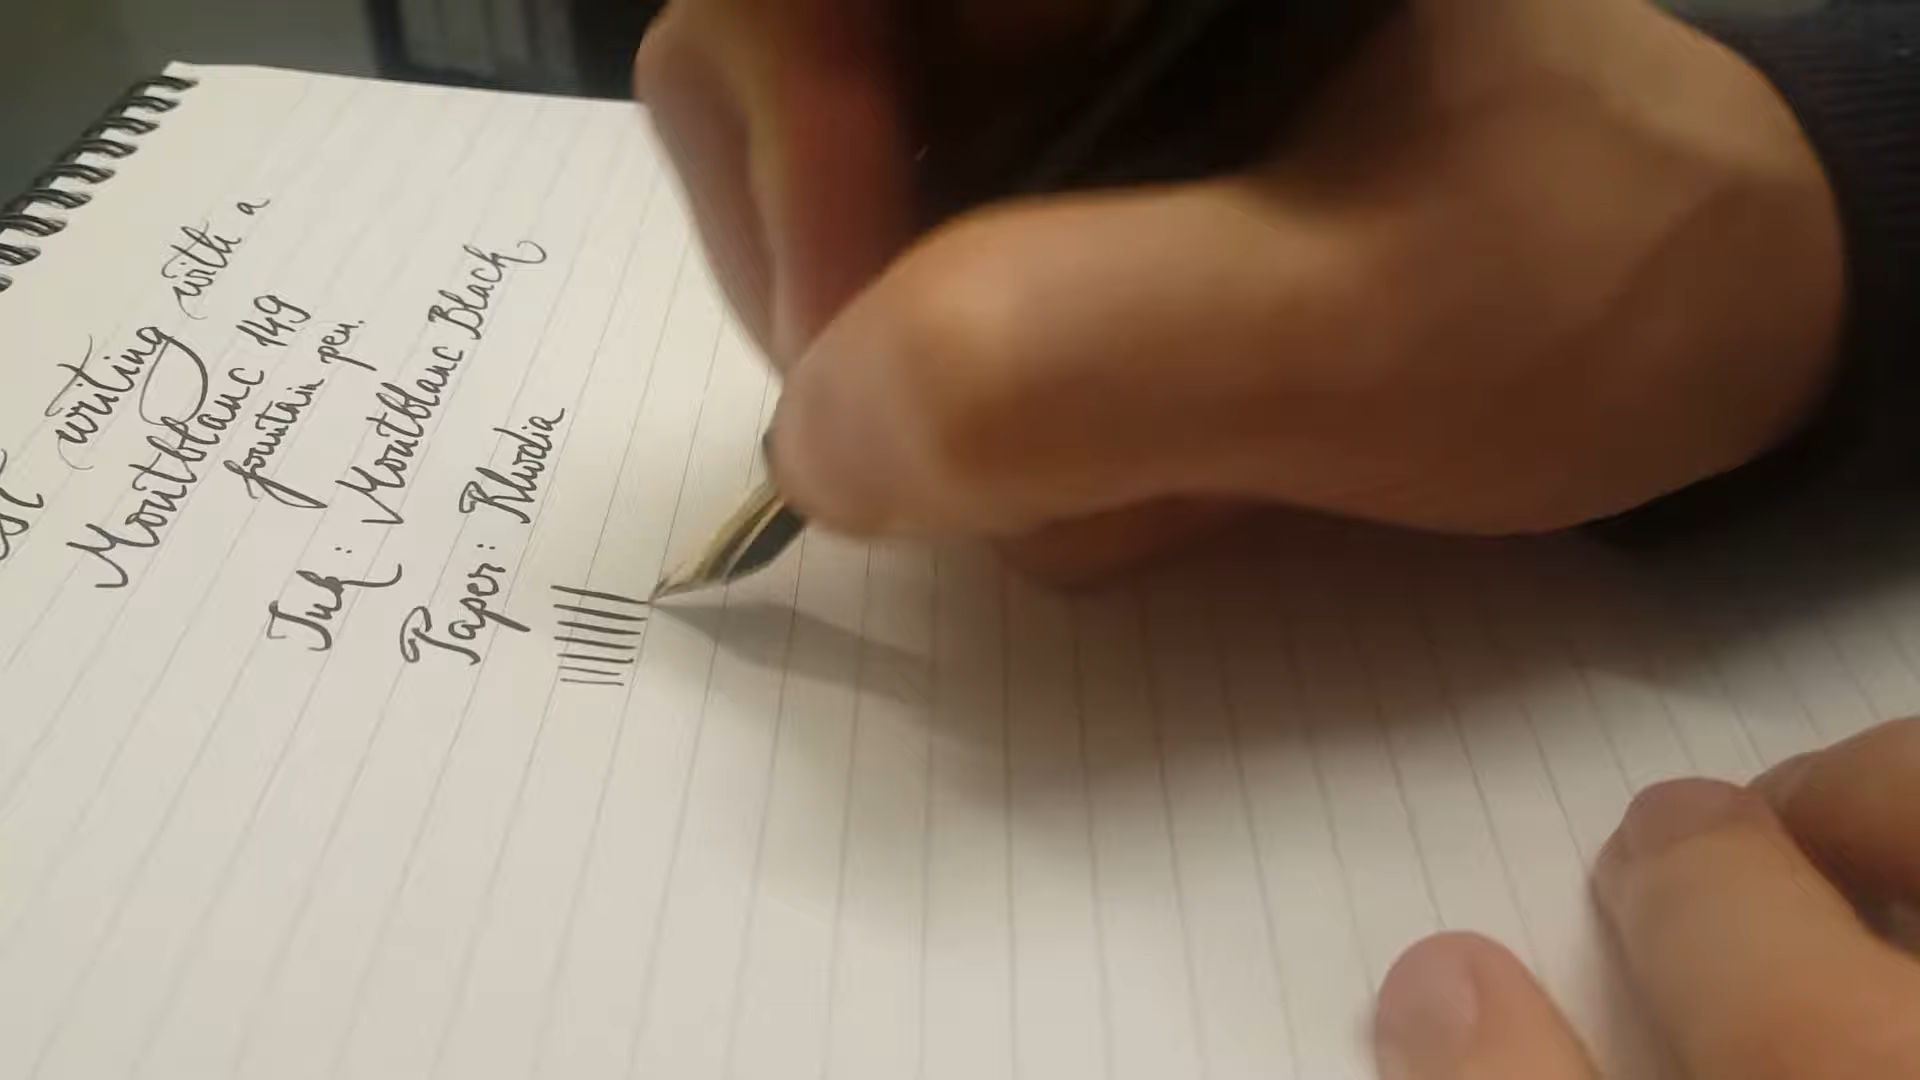 writing with a
Montblanc 149
fountain pen.
Ink: Montblanc Black
Paper: Rhodia